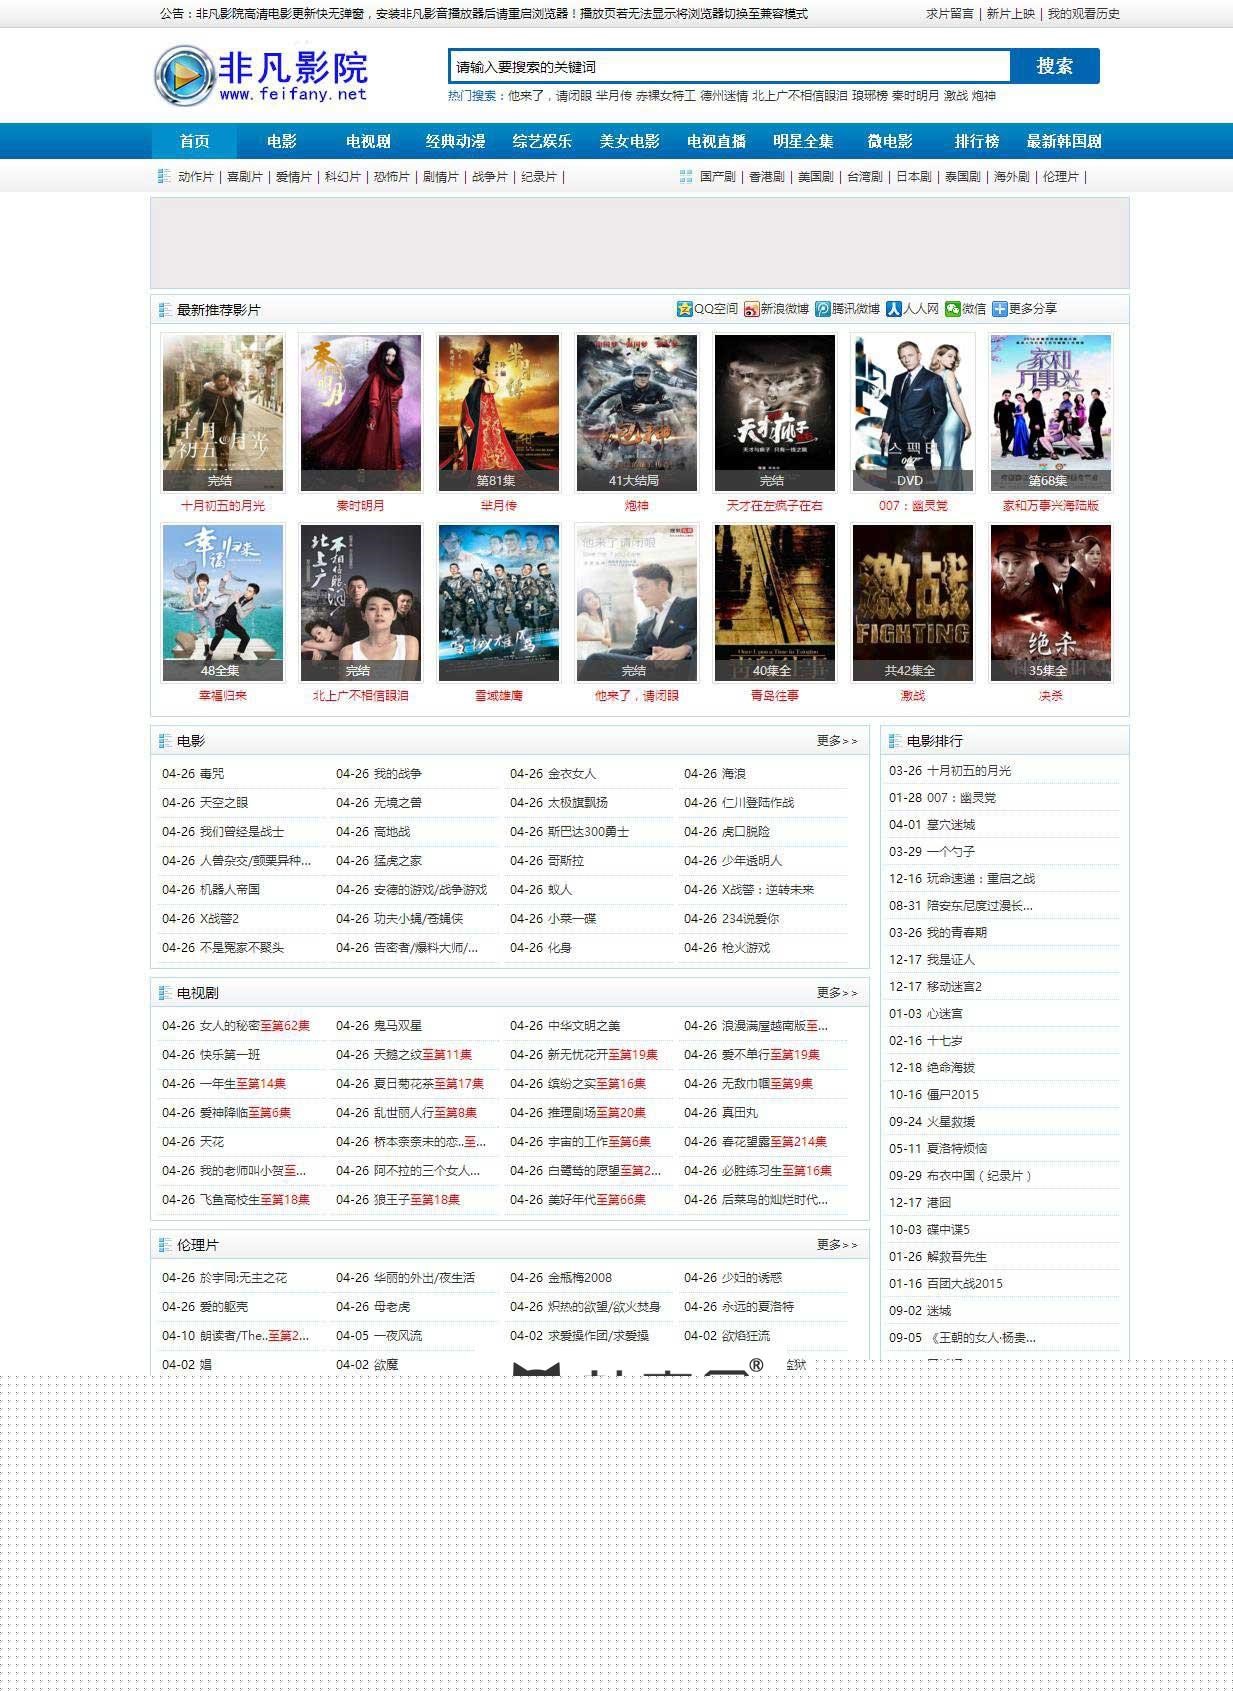 公告：非凡影院高清电影更新快无弹窗，安装非凡影音播放器后请重启浏览器！播放页若无法显示将浏览器切换至兼容模式
求片留言 | 新片上映 | 我的观看历史
非凡影院
www.feifany.net
请输入要搜索的关键词
搜索
热门搜索：他来了，请闭眼 芈月传 赤裸女特工 德州迷情 北上广不相信眼泪 琅琊榜 秦时明月 激战 炮神
首页 电影 电视剧 经典动漫 综艺娱乐 美女电影 电视直播 明星全集 微电影 排行榜 最新韩国剧
动作片 | 喜剧片 | 爱情片 | 科幻片 | 恐怖片 | 剧情片 | 战争片 | 纪录片 |
国产剧 | 香港剧 | 美国剧 | 台湾剧 | 日本剧 | 泰国剧 | 海外剧 | 伦理片 |
最新推荐影片
QQ空间 新浪微博 腾讯微博 人人网 微信 更多分享
完结 第81集 41大结局 完结 DVD 第68集
十月初五的月光 秦时明月 芈月传 炮神 天才在左疯子在右 007：幽灵党 家和万事兴海陆版
48全集 完结 完结 40集全 共42集全 35集全
幸福归来 北上广不相信眼泪 雪域雄鹰 他来了，请闭眼 青岛往事 激战 决杀
电影 更多>>
04-26 毒咒 04-26 我的战争 04-26 金衣女人 04-26 海浪
04-26 天空之眼 04-26 无境之兽 04-26 太极旗飘扬 04-26 仁川登陆作战
04-26 我们曾经是战士 04-26 高地战 04-26 斯巴达300勇士 04-26 虎口脱险
04-26 人兽杂交/颤栗异种... 04-26 猛虎之家 04-26 哥斯拉 04-26 少年透明人
04-26 机器人帝国 04-26 安德的游戏/战争游戏 04-26 蚁人 04-26 X战警：逆转未来
04-26 X战警2 04-26 功夫小蝇/苍蝇侠 04-26 小菜一碟 04-26 234说爱你
04-26 不是冤家不聚头 04-26 告密者/爆料大师/... 04-26 化身 04-26 枪火游戏
电视剧 更多>>
04-26 女人的秘密至第62集 04-26 鬼马双星 04-26 中华文明之美 04-26 浪漫满屋越南版至...
04-26 快乐第一班 04-26 天懿之纹至第11集 04-26 新无忧花开至第19集 04-26 爱不单行至第19集
04-26 一年生至第14集 04-26 夏日菊花茶至第17集 04-26 缤纷之实至第16集 04-26 无敌巾帼至第9集
04-26 爱神降临至第6集 04-26 乱世丽人行至第8集 04-26 推理剧场至第20集 04-26 真田丸
04-26 天花 04-26 桥本奈奈未的恋..至... 04-26 宇宙的工作至第6集 04-26 春花望露至第214集
04-26 我的老师叫小贺至... 04-26 阿不拉的三个女人... 04-26 白鹭鸶的愿望至第2... 04-26 必胜练习生至第16集
04-26 飞鱼高校生至第18集 04-26 狼王子至第18集 04-26 美好年代至第66集 04-26 后菜鸟的灿烂时代...
伦理片 更多>>
04-26 於宇同:无主之花 04-26 华丽的外出/夜生活 04-26 金瓶梅2008 04-26 少妇的诱惑
04-26 爱的躯壳 04-26 母老虎 04-26 炽热的欲望/欲火焚身 04-26 永远的夏洛特
04-10 朗读者/The..至第2... 04-05 一夜风流 04-02 求爱操作团/求爱操 04-02 欲焰狂流
04-02 娼 04-02 欲魔 ®
电影排行
03-26 十月初五的月光
01-28 007：幽灵党
04-01 墓穴迷城
03-29 一个勺子
12-16 玩命速递：重启之战
08-31 陪安东尼度过漫长...
03-26 我的青春期
12-17 我是证人
12-17 移动迷宫2
01-03 心迷宫
02-16 十七岁
12-18 绝命海拔
10-16 僵尸2015
09-24 火星救援
05-11 夏洛特烦恼
09-29 布衣中国（纪录片）
12-17 港囧
10-03 碟中谍5
01-26 解救吾先生
01-16 百团大战2015
09-02 迷城
09-05 《王朝的女人·杨贵...